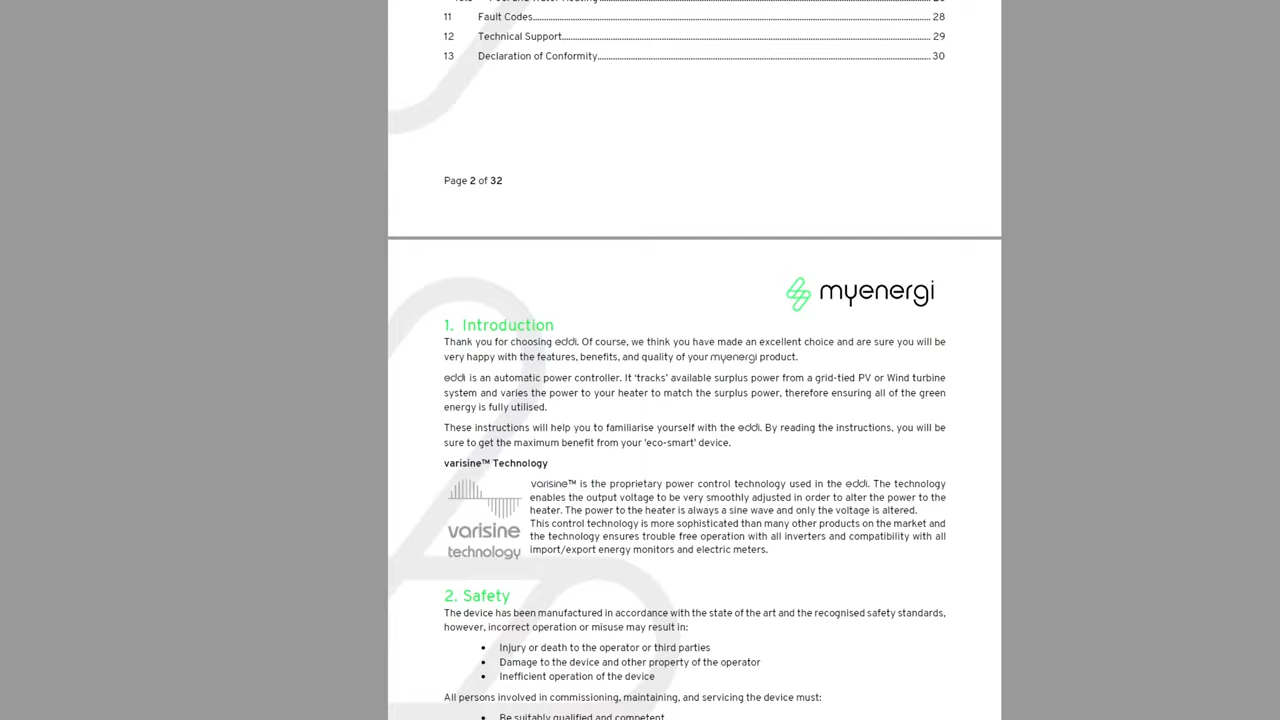 11 Fault Codes 28
12 Technical Support 29
13 Declaration of Conformity 30
Page 2 of 32
myenergi
1. Introduction
Thank you for choosing eddi. Of course, we think you have made an excellent choice and are sure you will be
very happy with the features, benefits, and quality of your myenergi product.
eddi is an automatic power controller. It ‘tracks’ available surplus power from a grid-tied PV or Wind turbine
system and varies the power to your heater to match the surplus power, therefore ensuring all of the green
energy is fully utilised.
These instructions will help you to familiarise yourself with the eddi. By reading the instructions, you will be
sure to get the maximum benefit from your 'eco-smart' device.
varisine™ Technology
varisine technology
varisine™ is the proprietary power control technology used in the eddi. The technology
enables the output voltage to be very smoothly adjusted in order to alter the power to the
heater. The power to the heater is always a sine wave and only the voltage is altered.
This control technology is more sophisticated than many other products on the market and
the technology ensures trouble free operation with all inverters and compatibility with all
import/export energy monitors and electric meters.
2. Safety
The device has been manufactured in accordance with the state of the art and the recognised safety standards,
however, incorrect operation or misuse may result in:
• Injury or death to the operator or third parties
• Damage to the device and other property of the operator
• Inefficient operation of the device
All persons involved in commissioning, maintaining, and servicing the device must:
• Be suitably qualified and competent